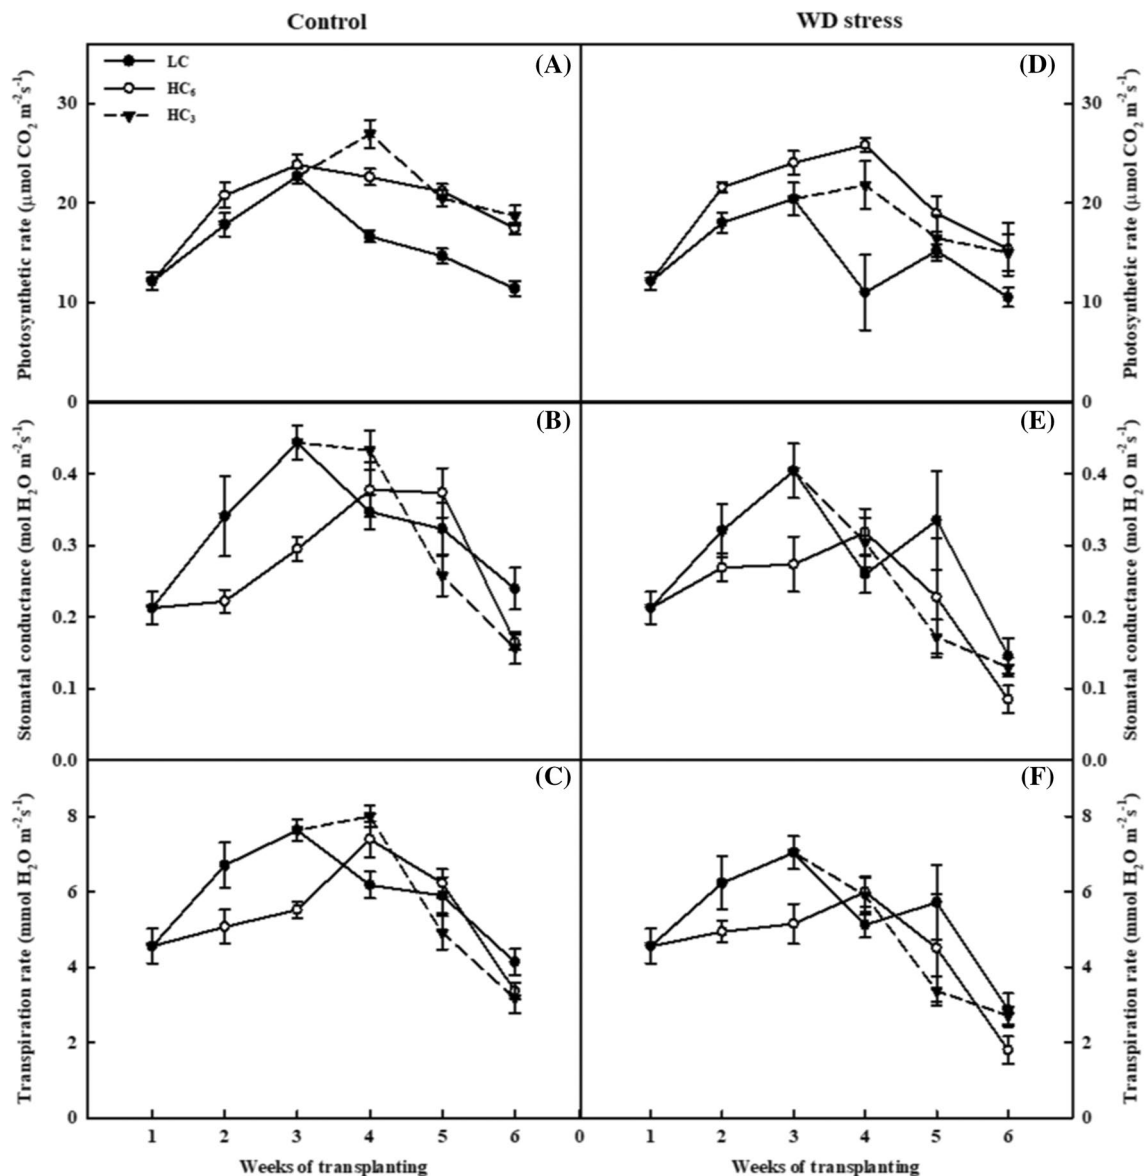 Control WD stress
(A) (D)
LC
HC₆
HC₃
Photosynthetic rate (μmol CO₂ m⁻²s⁻¹)
30
20
10
0
30
20
10
0
Photosynthetic rate (μmol CO₂ m⁻²s⁻¹)
(B) (E)
Stomatal conductance (mol H₂O m⁻²s⁻¹)
0.4
0.3
0.2
0.1
0.0
0.4
0.3
0.2
0.1
0.0
Stomatal conductance (mol H₂O m⁻²s⁻¹)
(C) (F)
Transpiration rate (mmol H₂O m⁻²s⁻¹)
8
6
4
2
0
8
6
4
2
0
Transpiration rate (mmol H₂O m⁻²s⁻¹)
1 2 3 4 5 6 0 1 2 3 4 5 6
Weeks of transplanting Weeks of transplanting